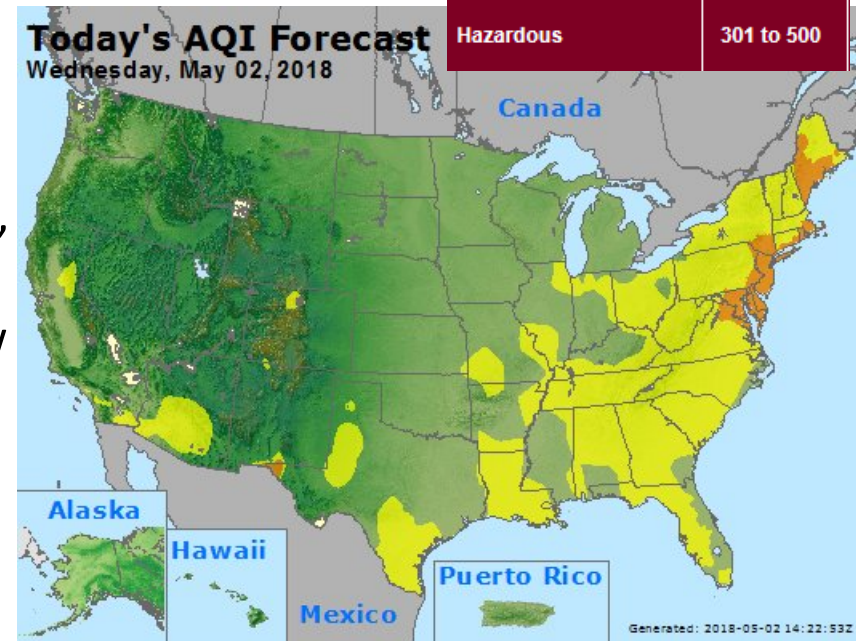 Today's AQI Forecast
Wednesday, May 02, 2018
Hazardous 301 to 500
Canada
Alaska
Hawaii
Mexico
Puerto Rico
Generated: 2018-05-02 14:22:53Z